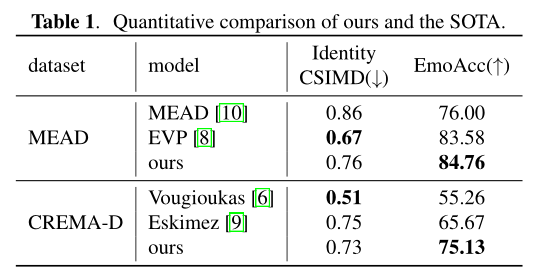 Table 1. Quantitative comparison of ours and the SOTA.
dataset model Identity CSIMD(↓) EmoAcc(↑)
MEAD MEAD [10] 0.86 76.00
EVP [8] 0.67 83.58
ours 0.76 84.76
CREMA-D Vougioukas [6] 0.51 55.26
Eskimez [9] 0.75 65.67
ours 0.73 75.13